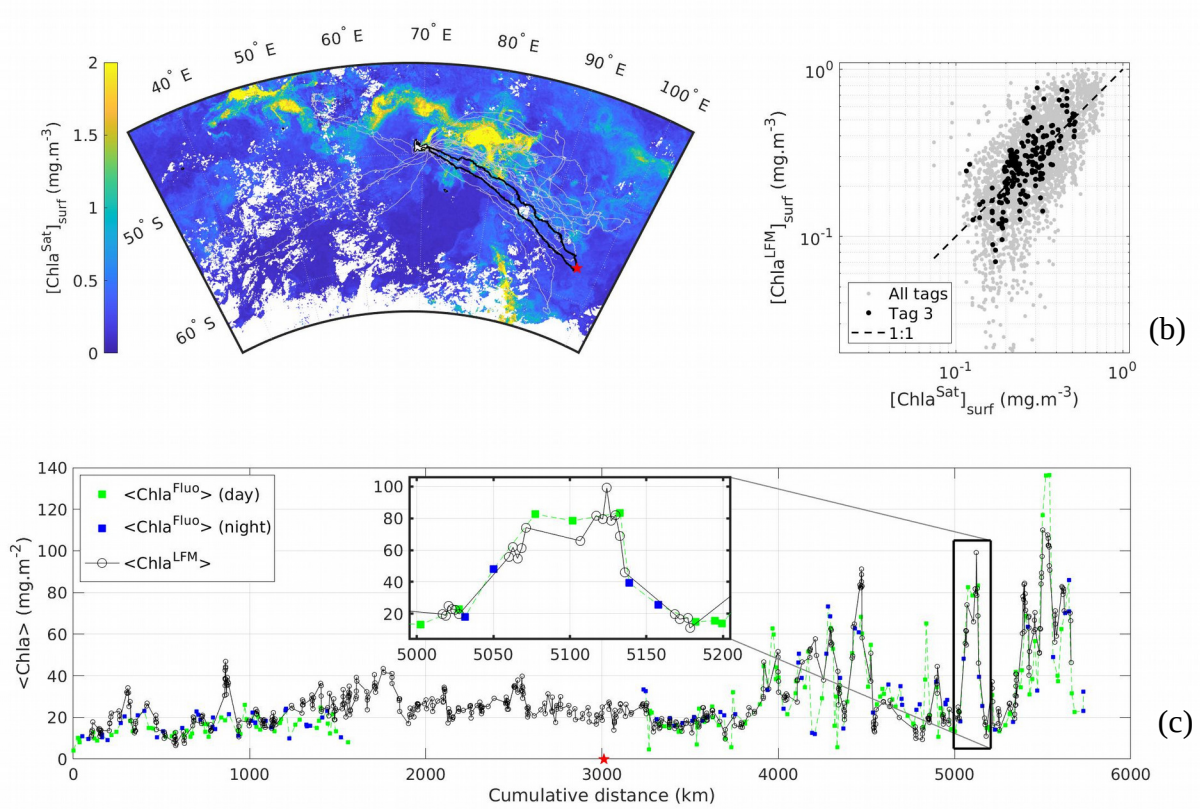 40° E
50° E
60° E
70° E
80° E
90° E
100° E
50° S
60° S
2
1.5
1
0.5
0
[Chla^Sat]_surf (mg.m^-3)
10^0
10^-1
[Chla^LFM]_surf (mg.m^-3)
All tags
Tag 3
1:1
10^-1
10^0
[Chla^Sat]_surf (mg.m^-3)
(b)
140
120
100
80
60
40
20
0
<Chla> (mg.m^-2)
<Chla^Fluo> (day)
<Chla^Fluo> (night)
<Chla^LFM>
100
80
60
40
20
5000
5050
5100
5150
5200
0
1000
2000
3000
4000
5000
6000
Cumulative distance (km)
(c)